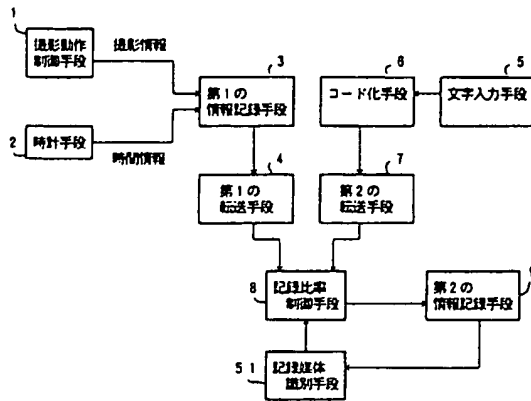 1
撮影動作
制御手段
撮影情報
2
時計手段
時間情報
3
第1の
情報記録手段
6
コード化手段
5
文字入力手段
4
第1の
転送手段
7
第2の
転送手段
8
記録比率
制御手段
第2の
情報記録手段
51
記録媒体
識別手段